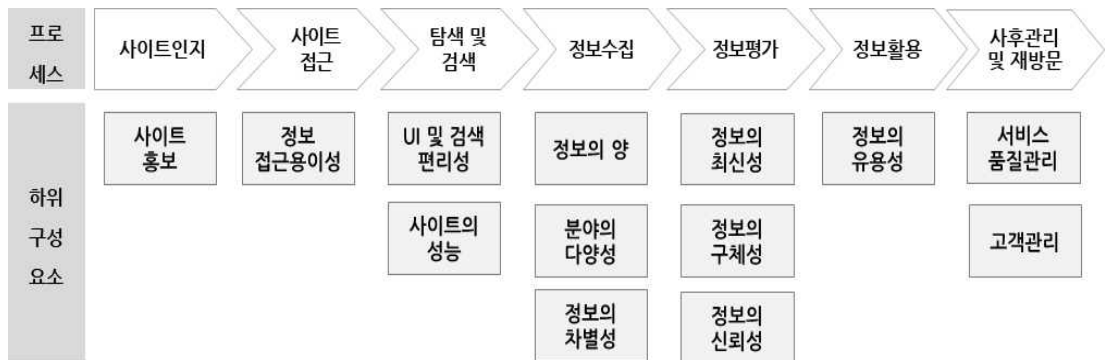 프로
세스
사이트인지
사이트
접근
탐색 및
검색
정보수집
정보평가
정보활용
사후관리
및 재방문
하위
구성
요소
사이트
홍보
정보
접근용이성
UI 및 검색
편리성
정보의 양
정보의
최신성
정보의
유용성
서비스
품질관리
사이트의
성능
분야의
다양성
정보의
구체성
고객관리
정보의
차별성
정보의
신뢰성